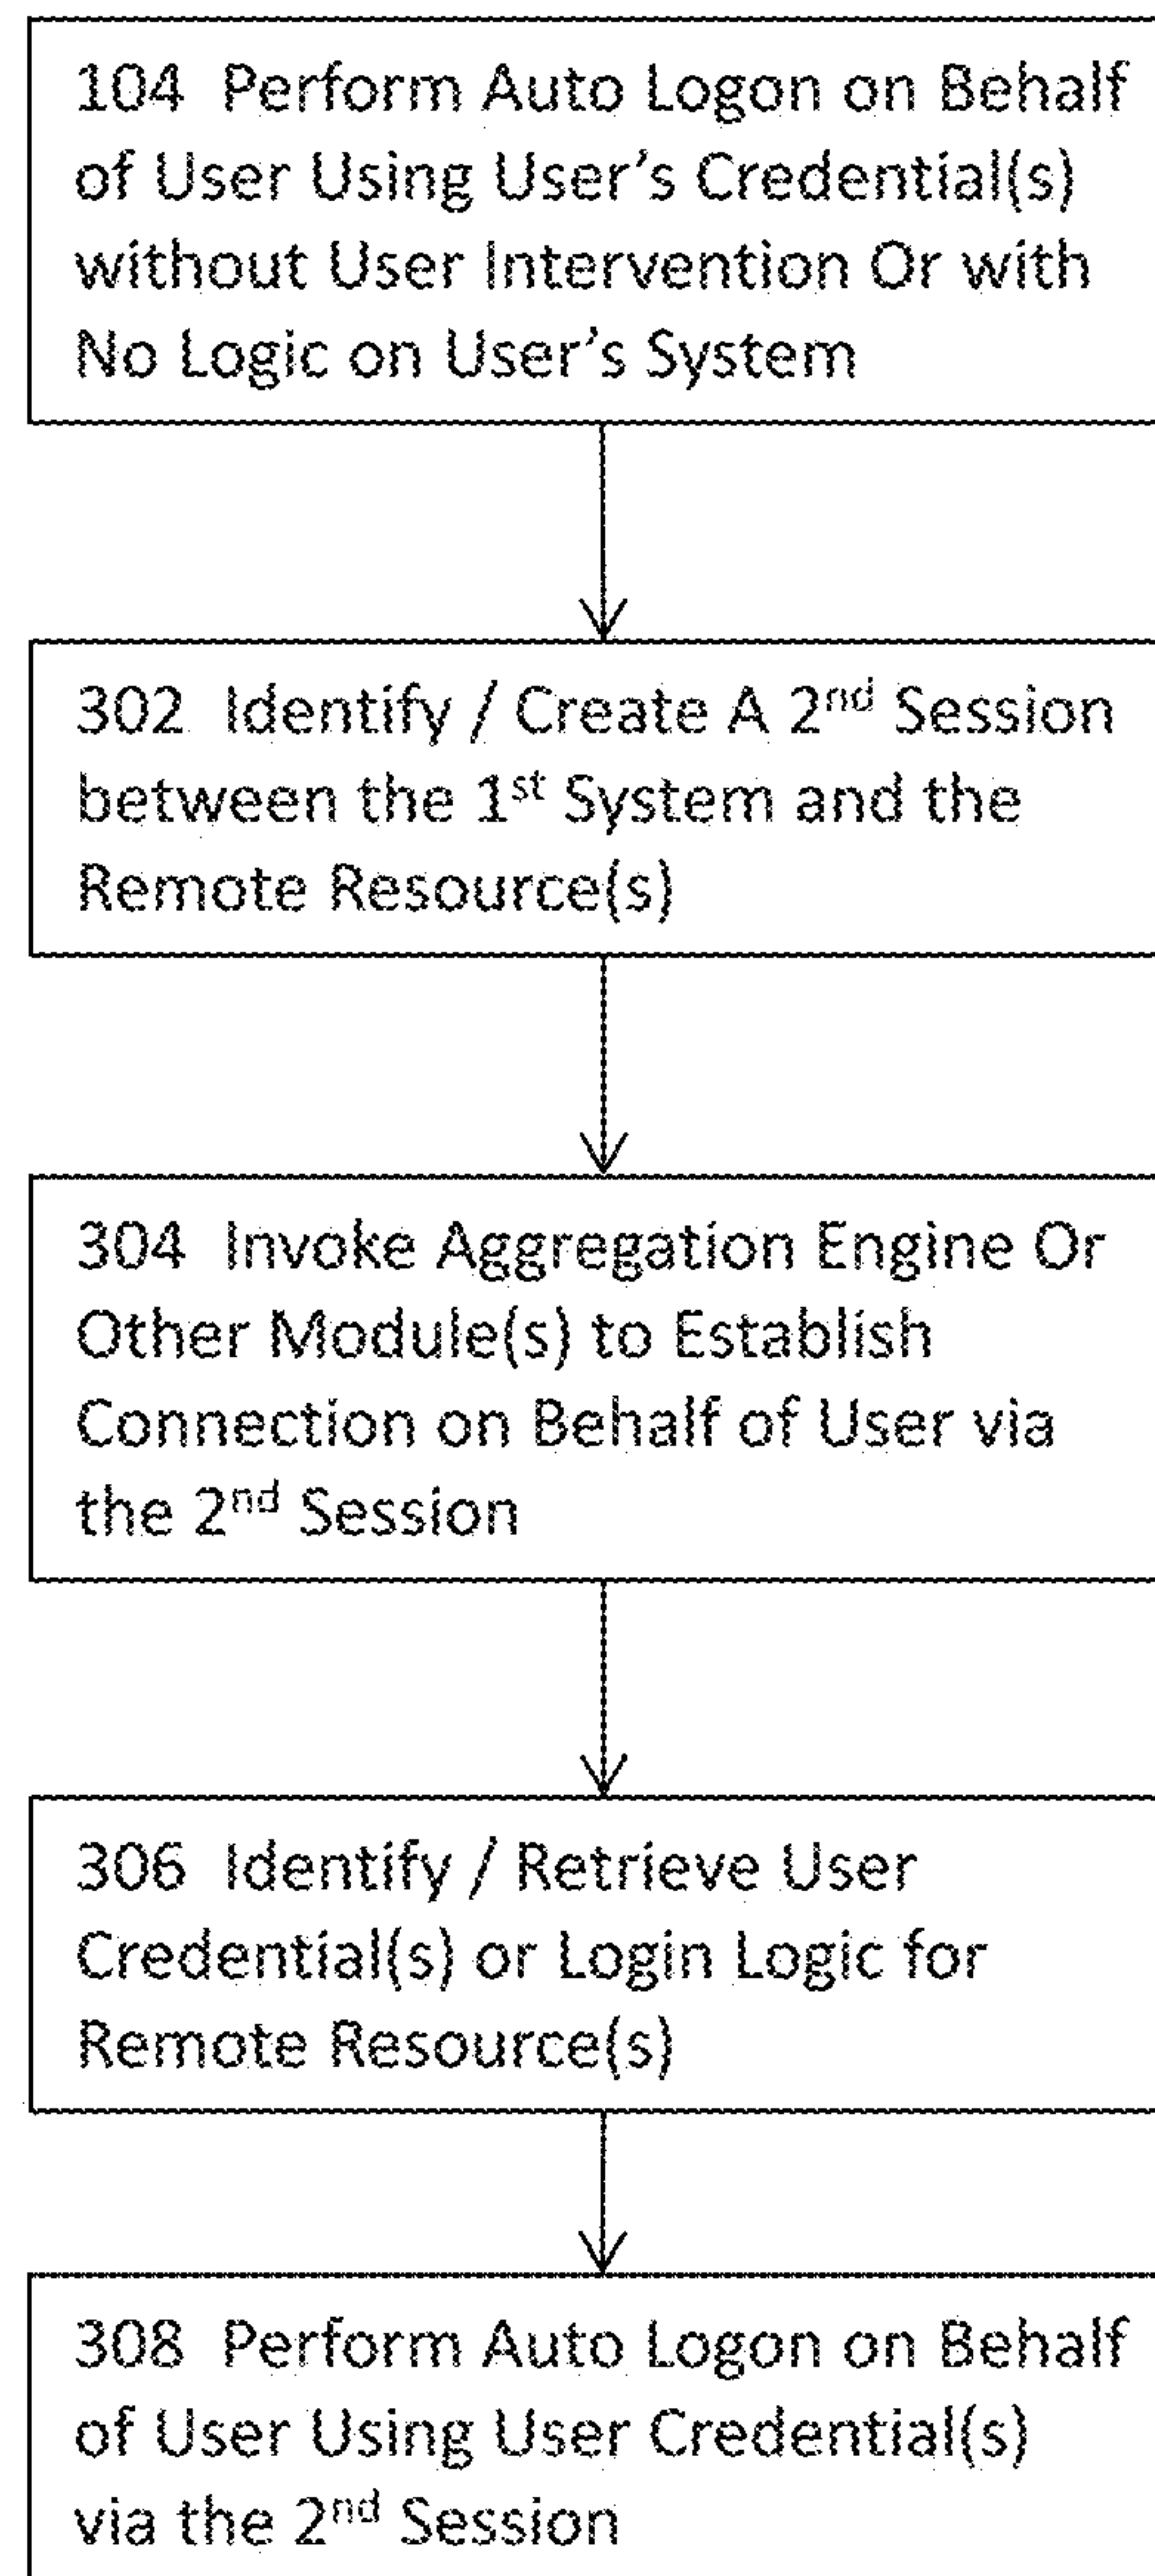 104 Perform Auto Logon on Behalf
of User Using User's Credential(s)
without User Intervention Or with
No Logic on User's System
302 Identify / Create A 2nd Session
between the 1st System and the
Remote Resource(s)
304 Invoke Aggregation Engine Or
Other Module(s) to Establish
Connection on Behalf of User via
the 2nd Session
306 Identify / Retrieve User
Credential(s) or Login Logic for
Remote Resource(s)
308 Perform Auto Logon on Behalf
of User Using User Credential(s)
via the 2nd Session